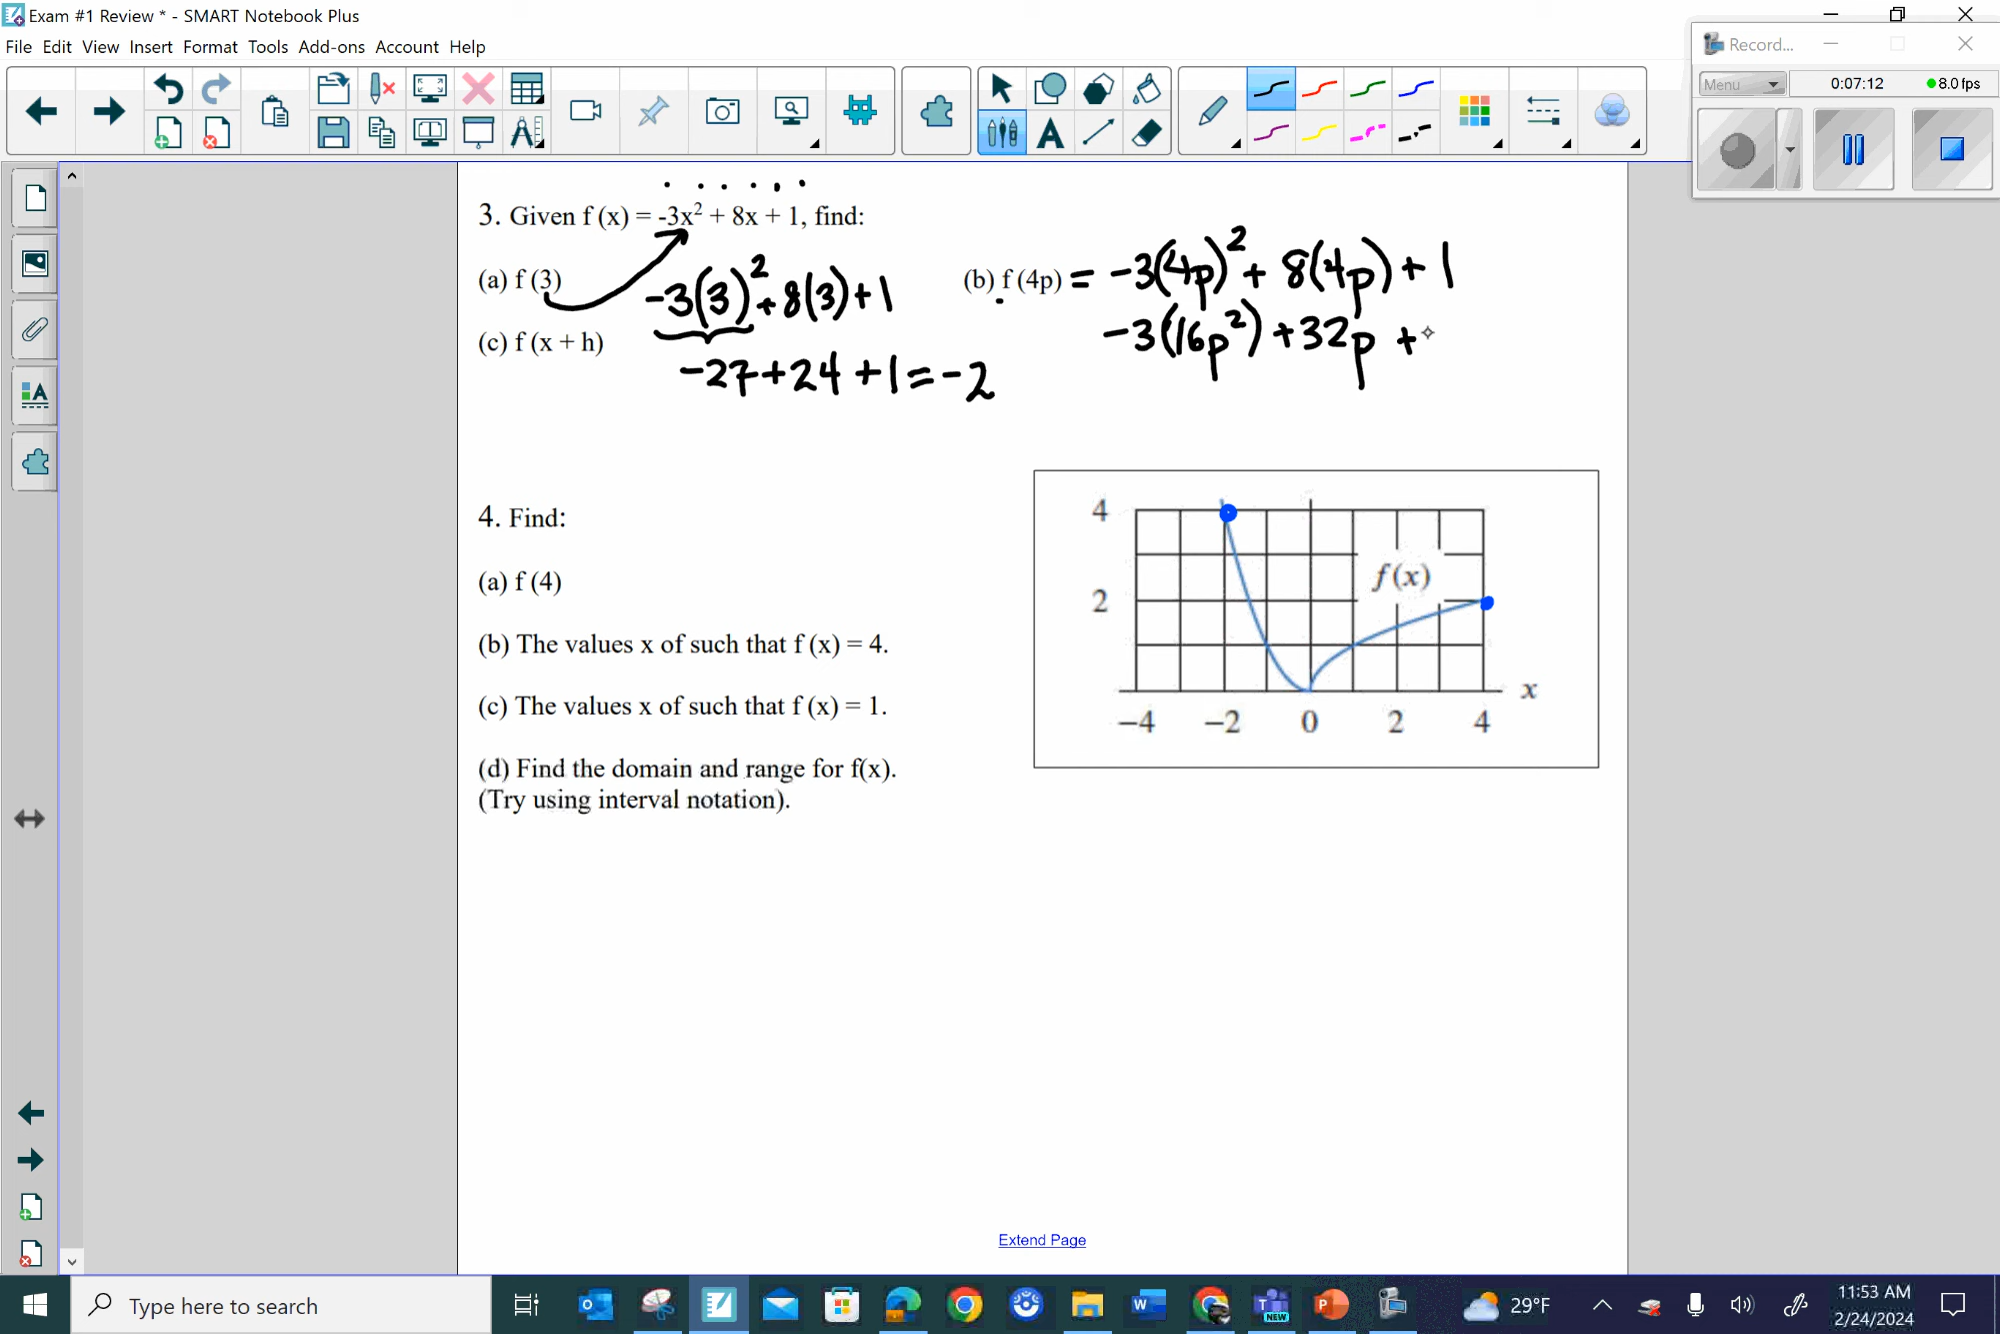 Exam #1 Review * - SMART Notebook Plus
File Edit View Insert Format Tools Add-ons Account Help
Record...
Menu 0:07:12 8.0 fps
3. Given f (x) = -3x² + 8x + 1, find:
(a) f (3)
-3(3)² + 8(3) + 1
-27 + 24 + 1 = -2
(b) f (4p) = -3(4p)² + 8(4p) + 1
-3(16p²) + 32p +
(c) f (x + h)
4. Find:
(a) f (4)
(b) The values x of such that f (x) = 4.
(c) The values x of such that f (x) = 1.
(d) Find the domain and range for f(x).
(Try using interval notation).
4
2
f(x)
x
−4 −2 0 2 4
Extend Page
Type here to search
NEW
29°F
11:53 AM
2/24/2024